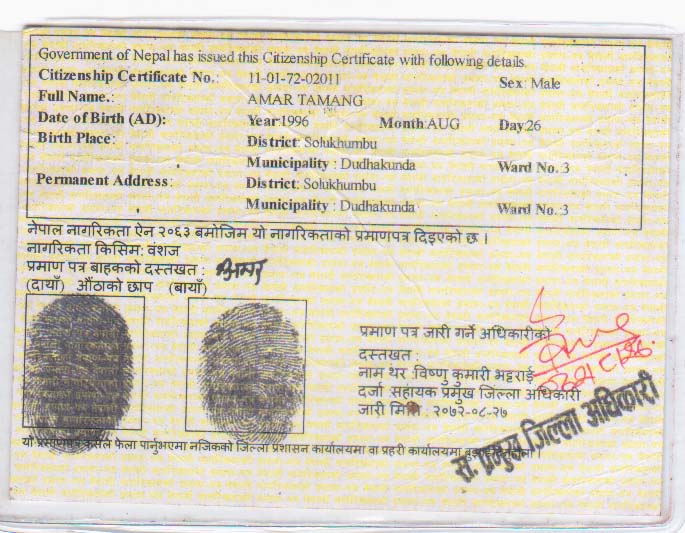 Government of Nepal has issued this Citizenship Certificate with following details.
Citizenship Certificate No.: 11-01-72-02011 Sex: Male
Full Name.: AMAR TAMANG
Date of Birth (AD): Year:1996 Month:AUG Day:26
Birth Place: District: Solukhumbu
Municipality : Dudhakunda Ward No. :3
Permanent Address: District: Solukhumbu
Municipality : Dudhakunda Ward No. :3
नेपाल नागरिकता ऐन २०६३ बमोजिम यो नागरिकताको प्रमाणपत्र दिइएको छ ।
नागरिकता किसिम: वंशज
प्रमाण पत्र बाहकको दस्तखत : अमर
(दायाँ) औंठाको छाप (बायाँ)
प्रमाण पत्र जारी गर्ने अधिकारीको
दस्तखत :
नाम थर : विष्णु कुमारी भट्टराई
दर्जा : सहायक प्रमुख जिल्ला अधिकारी
जारी मिति : २०७२-०८-२७
यो प्रमाणपत्र कसैले फेला पार्नुभएमा नजिकको जिल्ला प्रशासन कार्यालयमा वा प्रहरी कार्यालयमा
स. प्रमुख जिल्ला अधिकारी